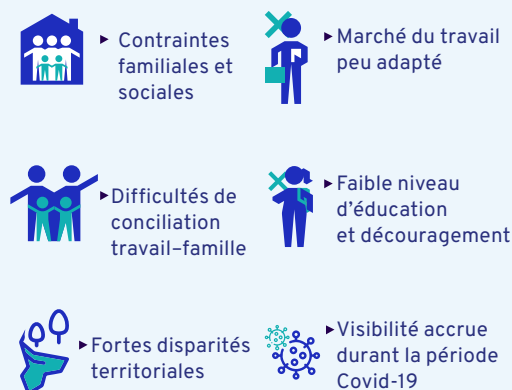 Contraintes
familiales et
sociales
Marché du travail
peu adapté
Difficultés de
conciliation
travail–famille
Faible niveau
d'éducation
et découragement
Fortes disparités
territoriales
Visibilité accrue
durant la période
Covid-19